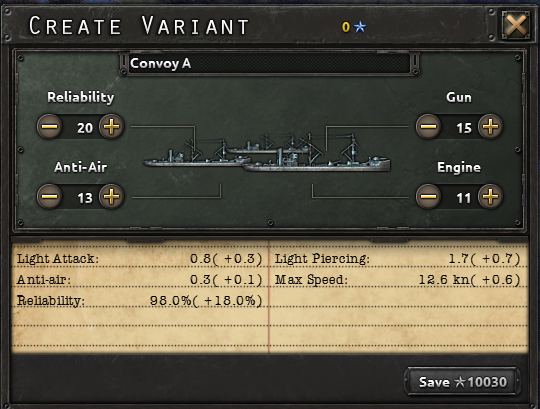 Create Variant
0
Convoy A
Reliability
Gun
20
15
Anti-Air
Engine
13
11
Light Attack: 0.8( +0.3) Light Piercing: 1.7( +0.7)
Anti-air: 0.3( +0.1) Max Speed: 12.6 kn( +0.6)
Reliability: 98.0%( +18.0%)
Save ★10030